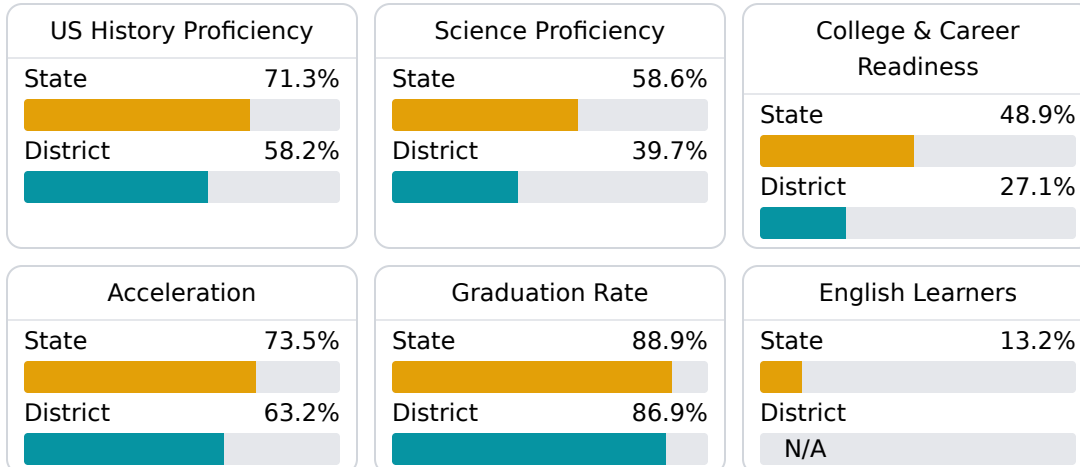 US History Proficiency
State 71.3%
District 58.2%
Science Proficiency
State 58.6%
District 39.7%
College & Career
Readiness
State 48.9%
District 27.1%
Acceleration
State 73.5%
District 63.2%
Graduation Rate
State 88.9%
District 86.9%
English Learners
State 13.2%
District
N/A